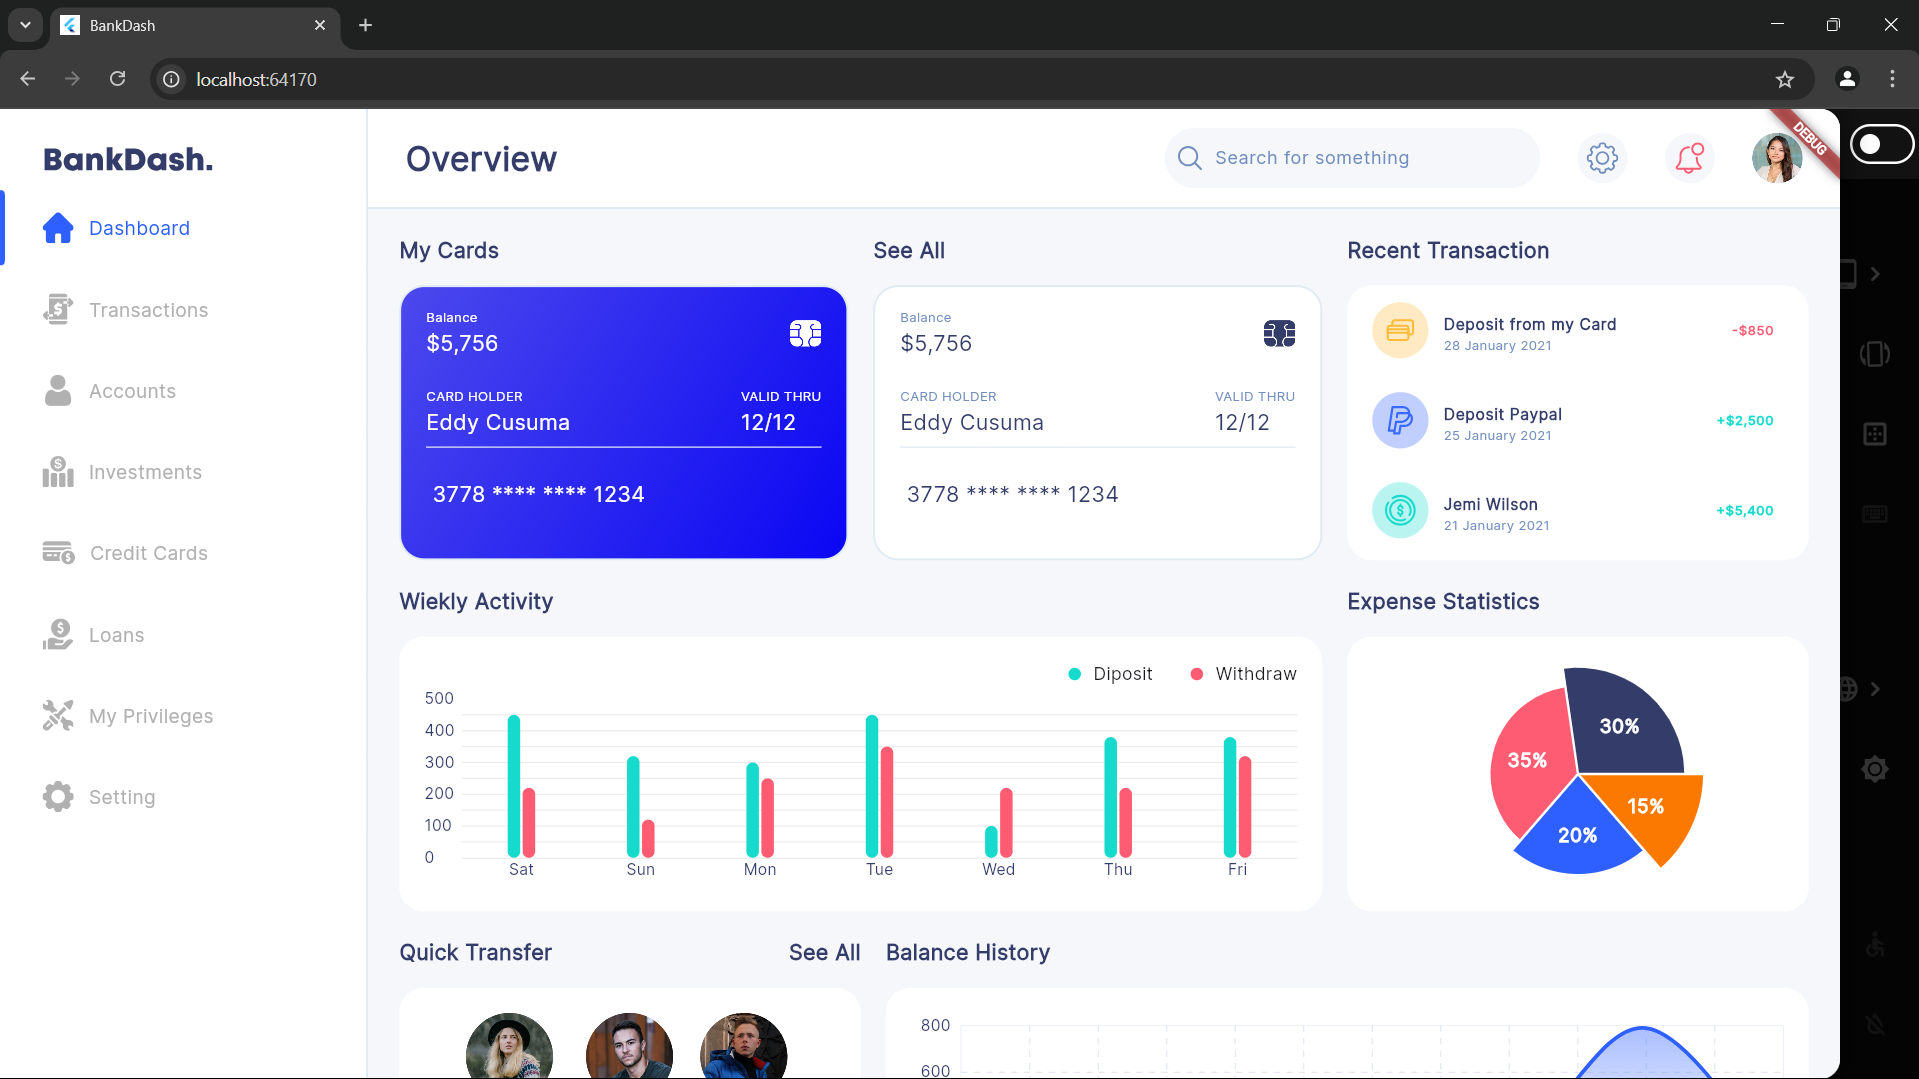 BankDash
localhost:64170
BankDash.
Dashboard
Transactions
Accounts
Investments
Credit Cards
Loans
My Privileges
Setting
Overview
Search for something
DEBUG
My Cards
See All
Recent Transaction
Balance
$5,756
CARD HOLDER
VALID THRU
Eddy Cusuma
12/12
3778 **** **** 1234
Balance
$5,756
CARD HOLDER
VALID THRU
Eddy Cusuma
12/12
3778 **** **** 1234
Deposit from my Card
28 January 2021
-$850
Deposit Paypal
25 January 2021
+$2,500
Jemi Wilson
21 January 2021
+$5,400
Wiekly Activity
Diposit
Withdraw
500
400
300
200
100
0
Sat
Sun
Mon
Tue
Wed
Thu
Fri
Expense Statistics
30%
35%
15%
20%
Quick Transfer
See All
Balance History
800
600